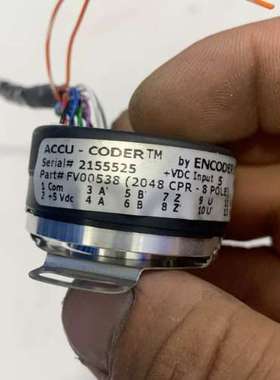 ACCU - CODER™ by ENCODER
Serial# 2155525 +VDC Input 5
Part# FV00538 (2048 CPR - 8 POLE)
1 Com 3 A' 5 B' 7 Z' 9 U
2 +5 Vdc 4 A 6 B 8 Z 10 U'